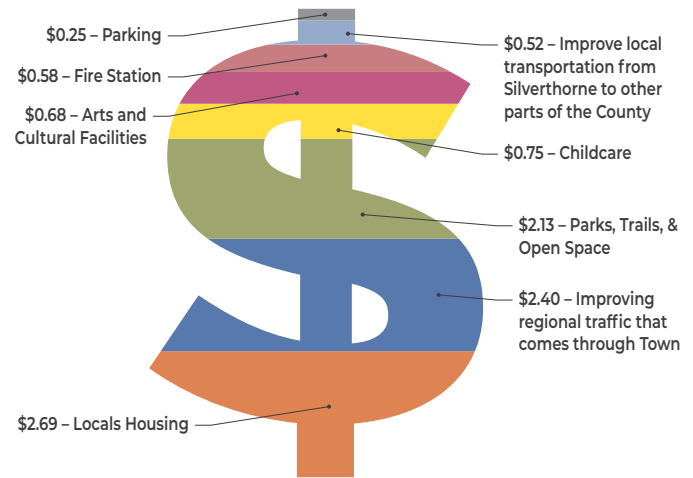 $0.25 – Parking
$0.58 – Fire Station
$0.68 – Arts and
Cultural Facilities
$0.52 – Improve local
transportation from
Silverthorne to other
parts of the County
$0.75 – Childcare
$2.13 – Parks, Trails, &
Open Space
$2.40 – Improving
regional traffic that
comes through Town
$2.69 – Locals Housing